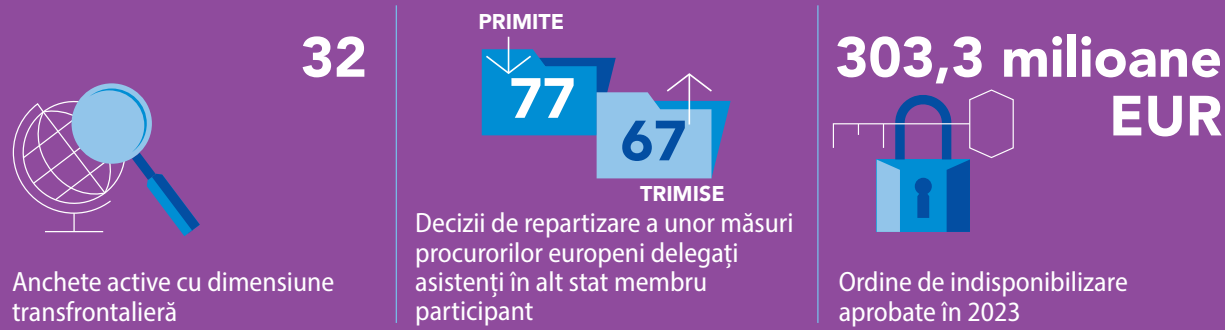 32
Anchete active cu dimensiune
transfrontalieră
PRIMITE
77
67
TRIMISE
Decizii de repartizare a unor măsuri
procurorilor europeni delegați
asistenți în alt stat membru
participant
303,3 milioane
EUR
Ordine de indisponibilizare
aprobate în 2023